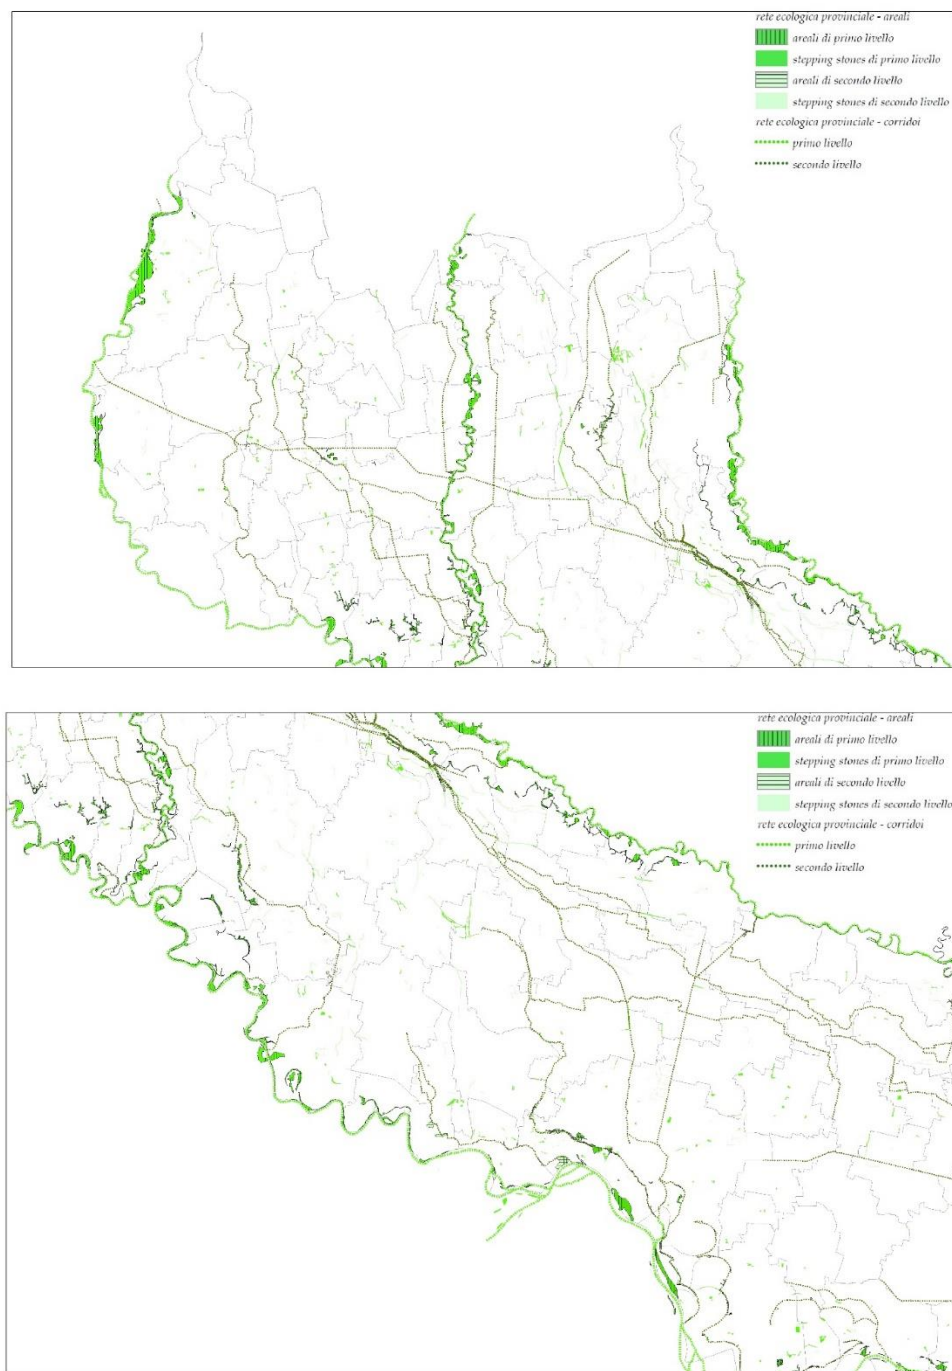 rete ecologica provinciale - areali
areali di primo livello
stepping stones di primo livello
areali di secondo livello
stepping stones di secondo livello
rete ecologica provinciale - corridoi
primo livello
secondo livello
rete ecologica provinciale - areali
areali di primo livello
stepping stones di primo livello
areali di secondo livello
stepping stones di secondo livello
rete ecologica provinciale - corridoi
primo livello
secondo livello